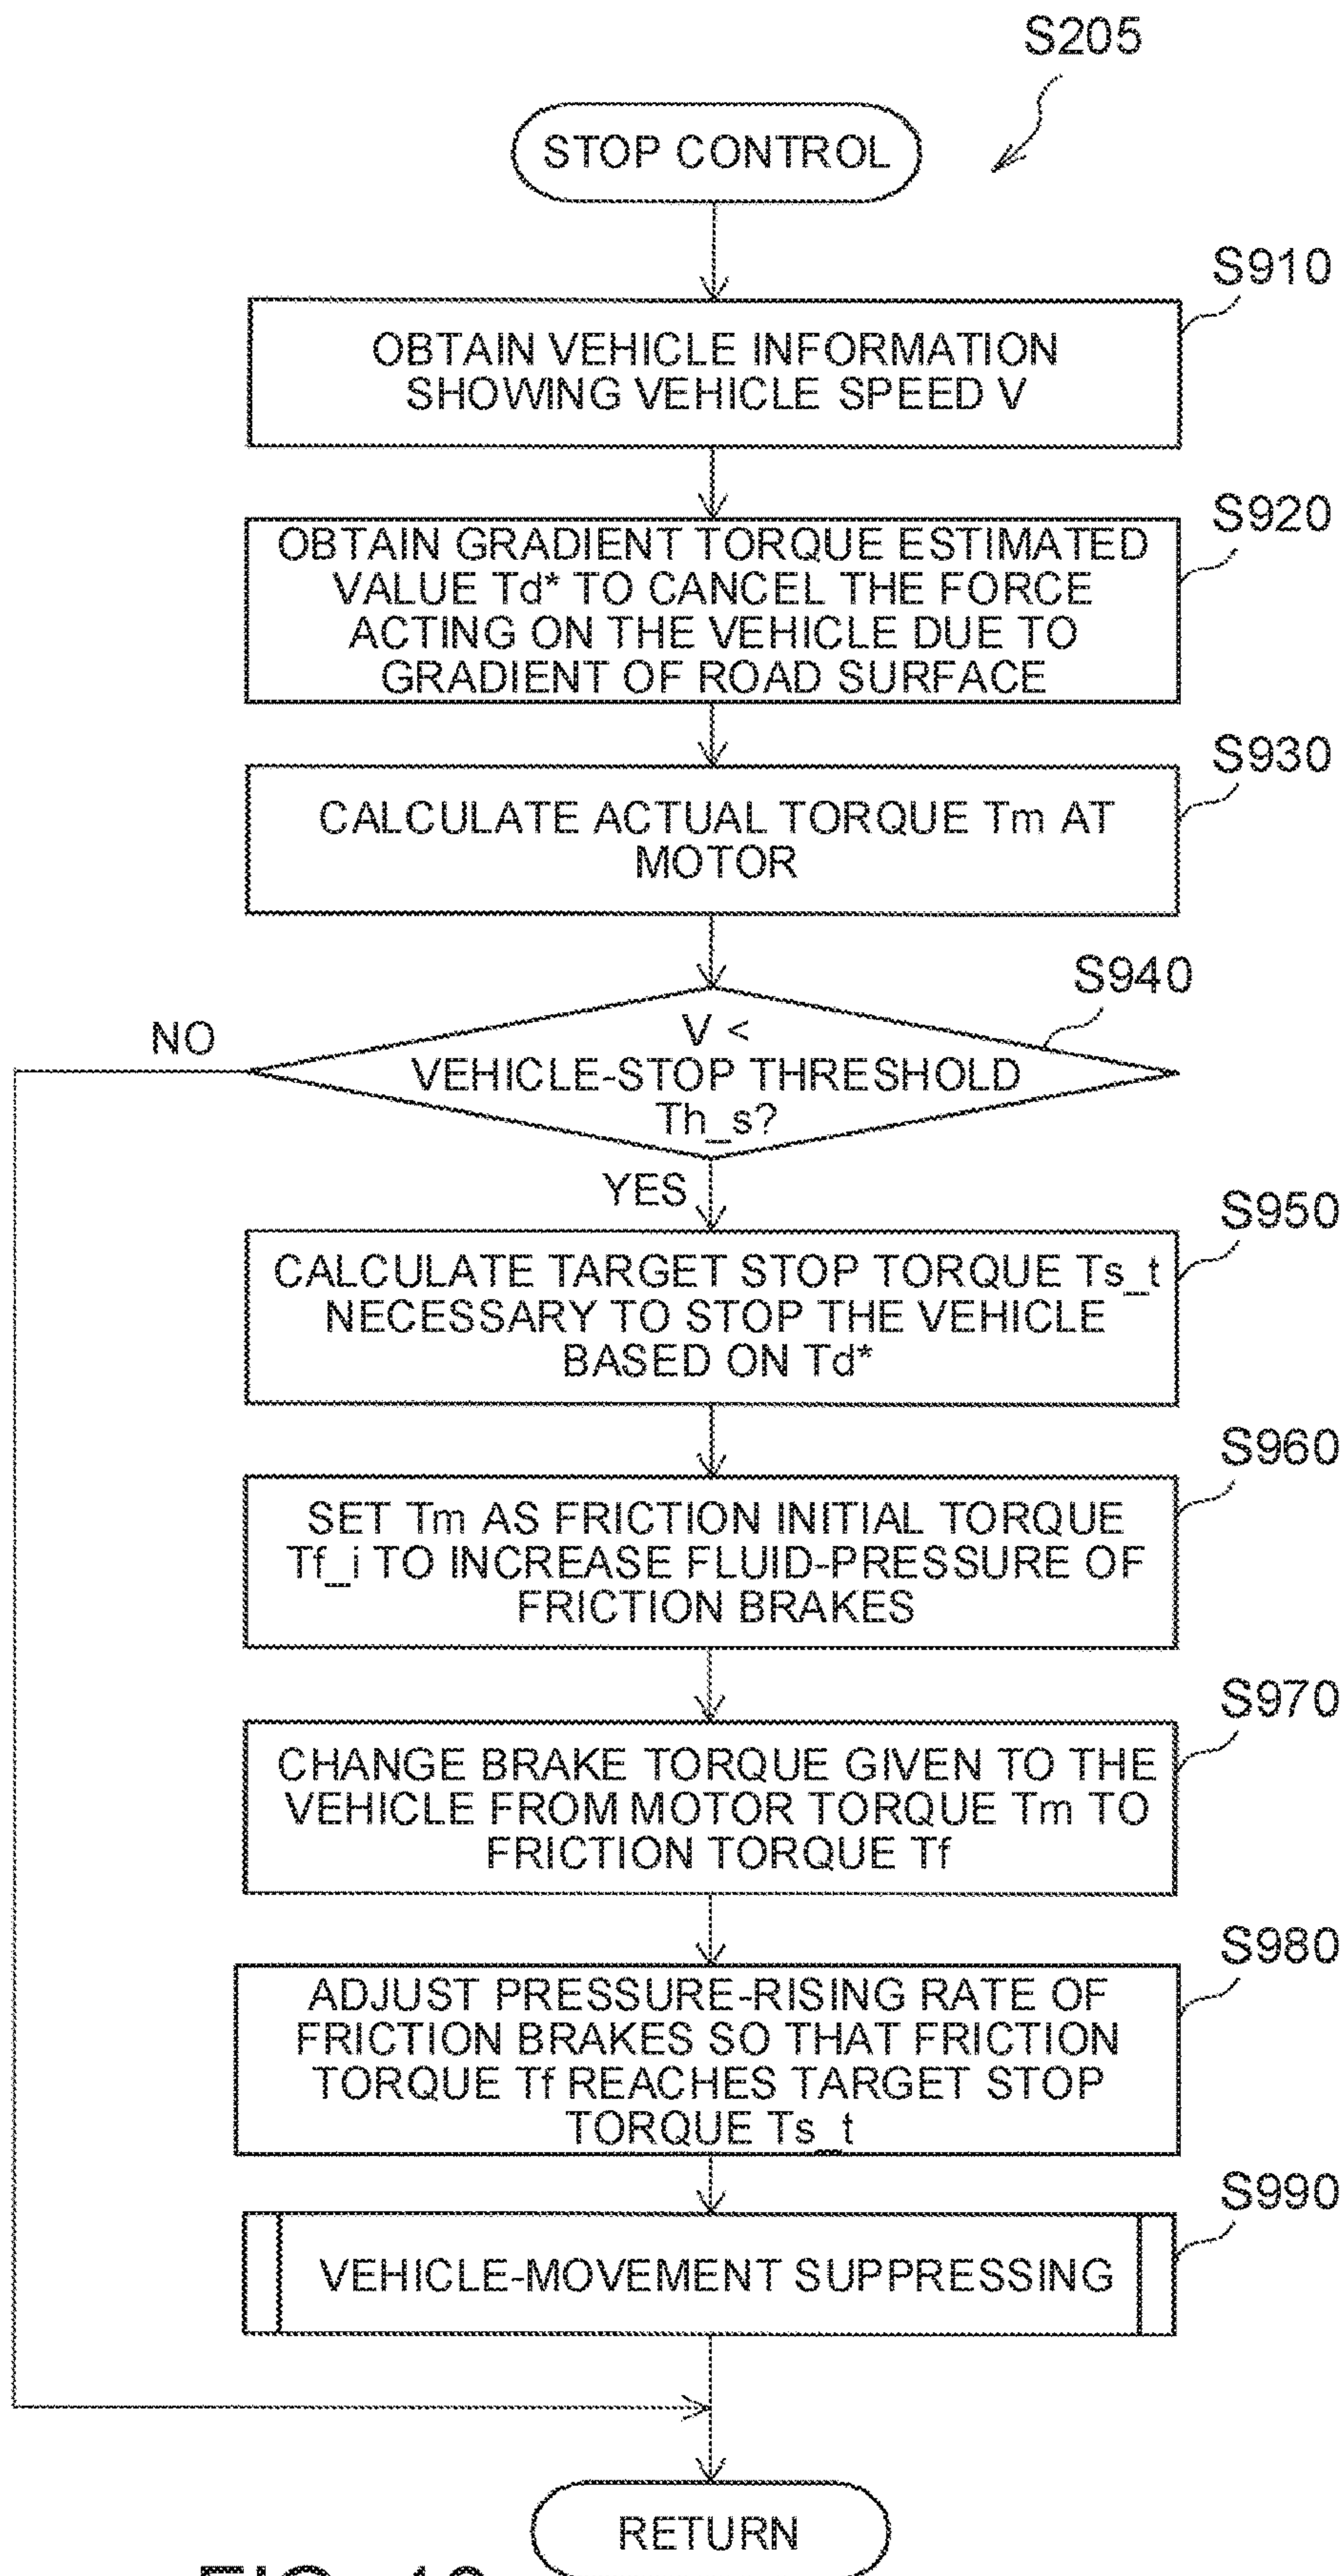 S205
STOP CONTROL
S910
OBTAIN VEHICLE INFORMATION
SHOWING VEHICLE SPEED V
S920
OBTAIN GRADIENT TORQUE ESTIMATED
VALUE Td* TO CANCEL THE FORCE
ACTING ON THE VEHICLE DUE TO
GRADIENT OF ROAD SURFACE
S930
CALCULATE ACTUAL TORQUE Tm AT
MOTOR
S940
NO
V <
VEHICLE-STOP THRESHOLD
Th_s?
YES
S950
CALCULATE TARGET STOP TORQUE Ts_t
NECESSARY TO STOP THE VEHICLE
BASED ON Td*
S960
SET Tm AS FRICTION INITIAL TORQUE
Tf_i TO INCREASE FLUID-PRESSURE OF
FRICTION BRAKES
S970
CHANGE BRAKE TORQUE GIVEN TO THE
VEHICLE FROM MOTOR TORQUE Tm TO
FRICTION TORQUE Tf
S980
ADJUST PRESSURE-RISING RATE OF
FRICTION BRAKES SO THAT FRICTION
TORQUE Tf REACHES TARGET STOP
TORQUE Ts_t
S990
VEHICLE-MOVEMENT SUPPRESSING
RETURN